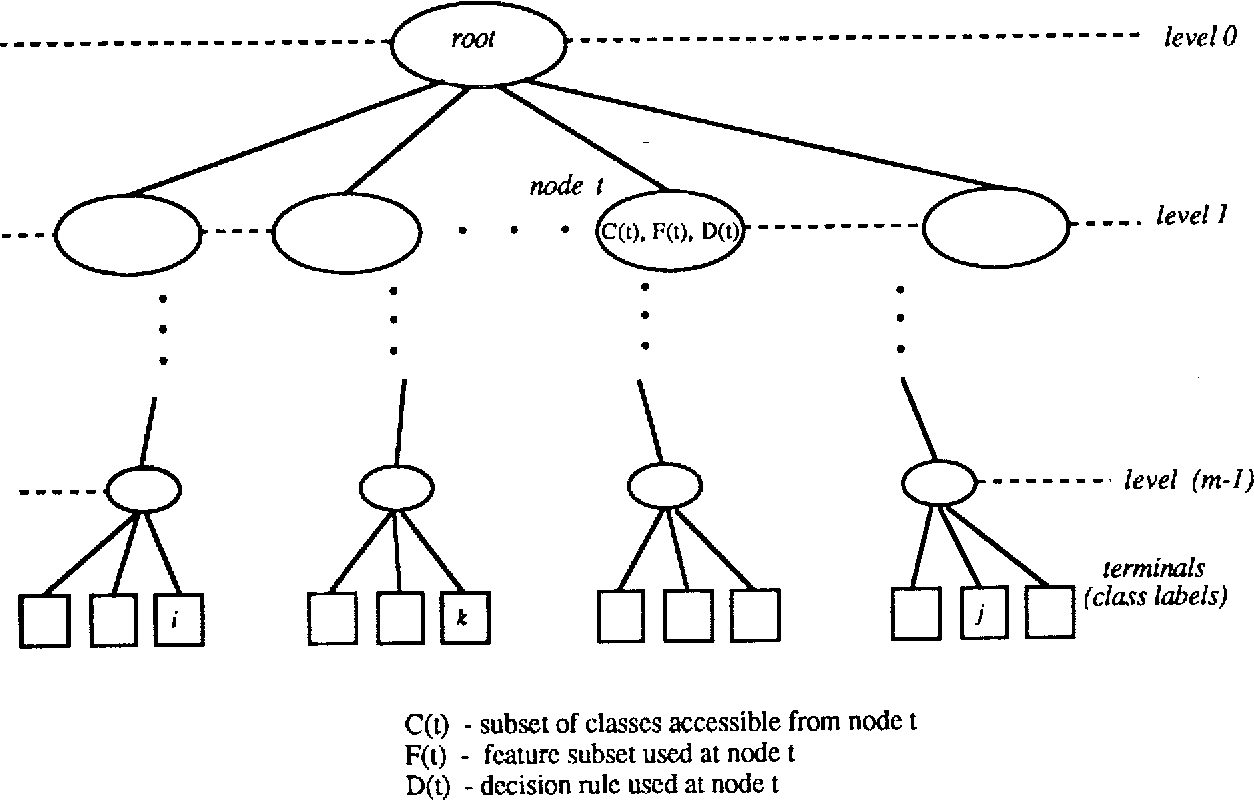 root
level 0
node t
level 1
C(t), F(t), D(t)
level (m-1)
terminals
(class labels)
i
k
j
C(t) - subset of classes accessible from node t
F(t) - feature subset used at node t
D(t) - decision rule used at node t